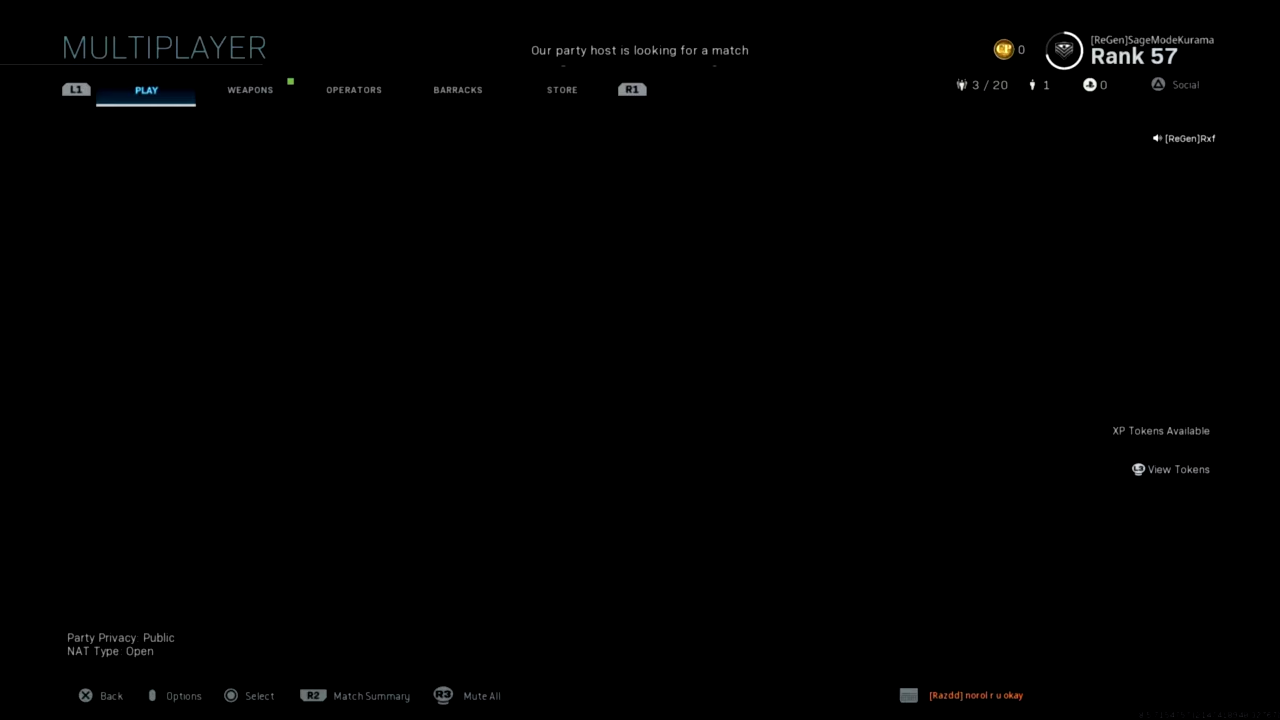 MULTIPLAYER
Our party host is looking for a match
0
[ReGen]SageModeKurama
Rank 57
L1
PLAY
WEAPONS
OPERATORS
BARRACKS
STORE
R1
3 / 20
1
0
Social
[ReGen]Rxf
XP Tokens Available
View Tokens
Party Privacy Public
NAT Type: Open
Back
Options
Select
R2 Match Summary
R3 Mute All
[Razdd] norol r u okay